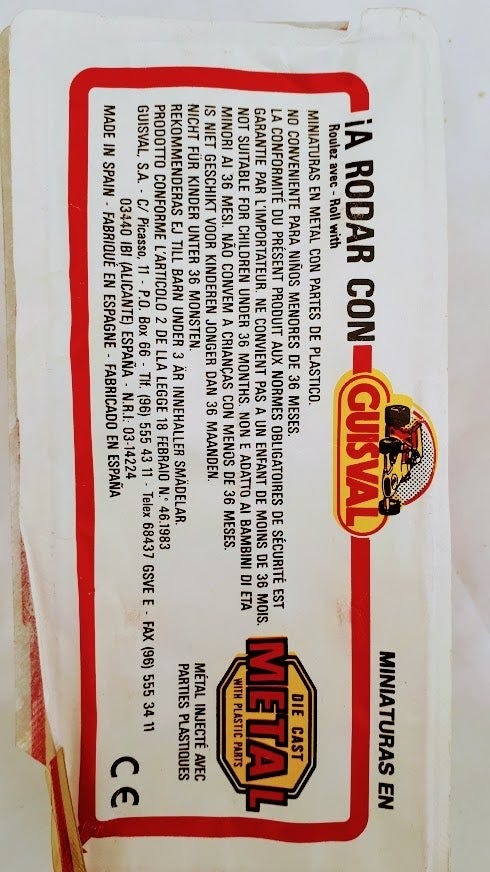 ¡A RODAR CON GUISVAL MINIATURAS EN
Roulez avec - Roll with
MINIATURAS EN METAL CON PARTES DE PLASTICO.
NO CONVENIENTE PARA NIÑOS MENORES DE 36 MESES.
LA CONFORMITÉ DU PRÉSENT PRODUIT AUX NORMES OBLIGATOIRES DE SÉCURITÉ EST
GARANTIE PAR L'IMPORTATEUR. NE CONVIENT PAS A UN ENFANT DE MOINS DE 36 MOIS.
NOT SUITABLE FOR CHILDREN UNDER 36 MONTHS. NON E ADATTO AI BAMBINI DI ETA
MINORI AI 36 MESI. NÃO CONVEM A CRIANÇAS CON MENOS DE 36 MESES.
IS NIET GESCHIKT VOOR KINDEREN JONGER DAN 36 MAANDEN.
NICHT FÜR KINDER UNTER 36 MONSTEN.
REKOMMENDERAS EJ TILL BARN UNDER 3 ÄR INNEHALLER SMÅDELAR.
PRODOTTO CONFORME L'ARTICOLO 2 DE LLA LEGGE 18 FEBRAIO N.° 46.1983
GUISVAL, S.A. - C/ Picasso, 11 - P.O. Box 66 - Tlf. (96) 555 43 11 - Telex 68437 GSVE E - FAX (96) 555 34 11
03440 IBI (ALICANTE) ESPAÑA - N.R.I.: 03-14224
MADE IN SPAIN - FABRIQUÉ EN ESPAGNE - FABRICADO EN ESPAÑA
DIE CAST
METAL
WITH PLASTIC PARTS
MÉTAL INJECTÉ AVEC
PARTIES PLASTIQUES
CE